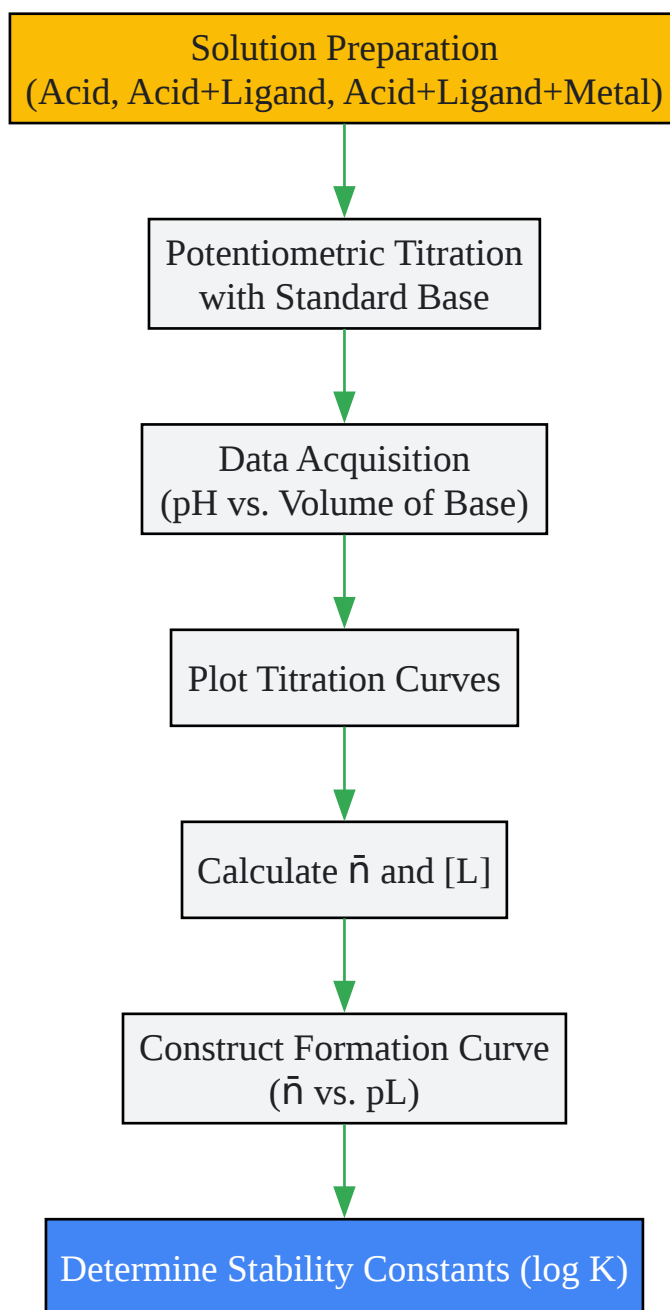 Solution Preparation
(Acid, Acid+Ligand, Acid+Ligand+Metal)
Potentiometric Titration
with Standard Base
Data Acquisition
(pH vs. Volume of Base)
Plot Titration Curves
Calculate n̄ and [L]
Construct Formation Curve
(n̄ vs. pL)
Determine Stability Constants (log K)